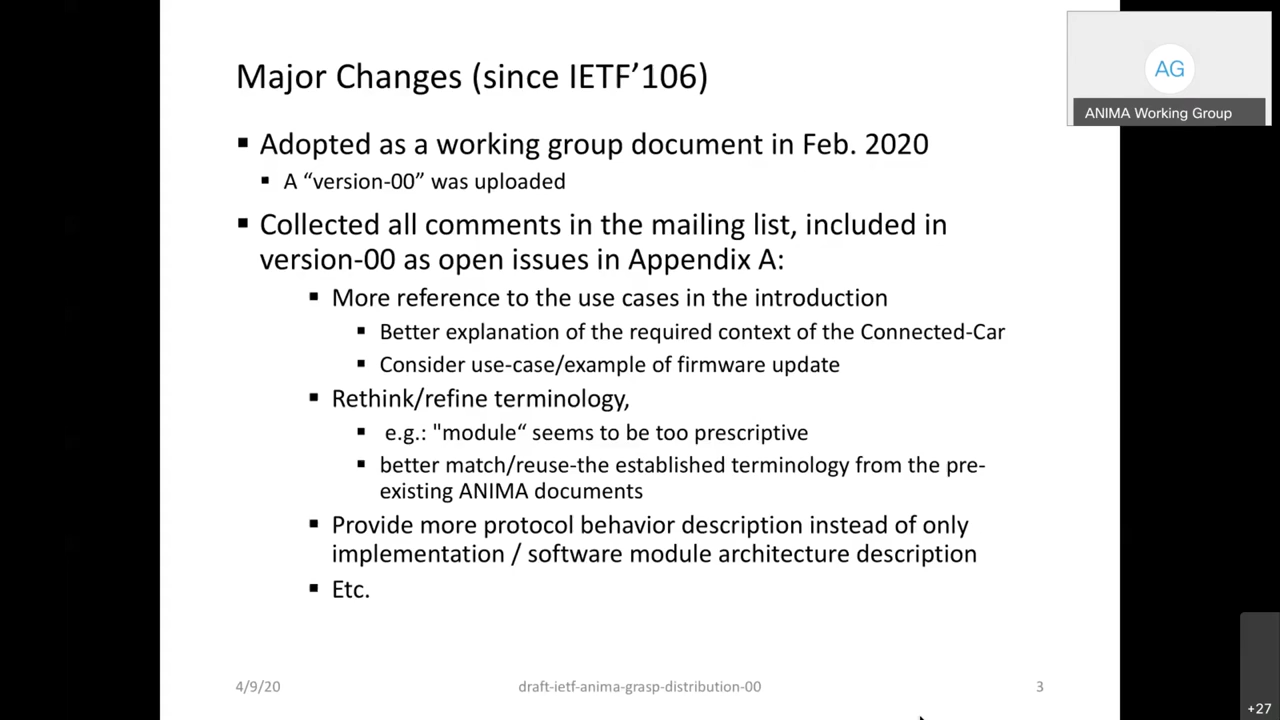 Major Changes (since IETF’106)
AG
ANIMA Working Group
▪ Adopted as a working group document in Feb. 2020
▪ A “version-00” was uploaded
▪ Collected all comments in the mailing list, included in
version-00 as open issues in Appendix A:
▪ More reference to the use cases in the introduction
▪ Better explanation of the required context of the Connected-Car
▪ Consider use-case/example of firmware update
▪ Rethink/refine terminology,
▪ e.g.: "module“ seems to be too prescriptive
▪ better match/reuse-the established terminology from the pre-
existing ANIMA documents
▪ Provide more protocol behavior description instead of only
implementation / software module architecture description
▪ Etc.
4/9/20
draft-ietf-anima-grasp-distribution-00
3
+27